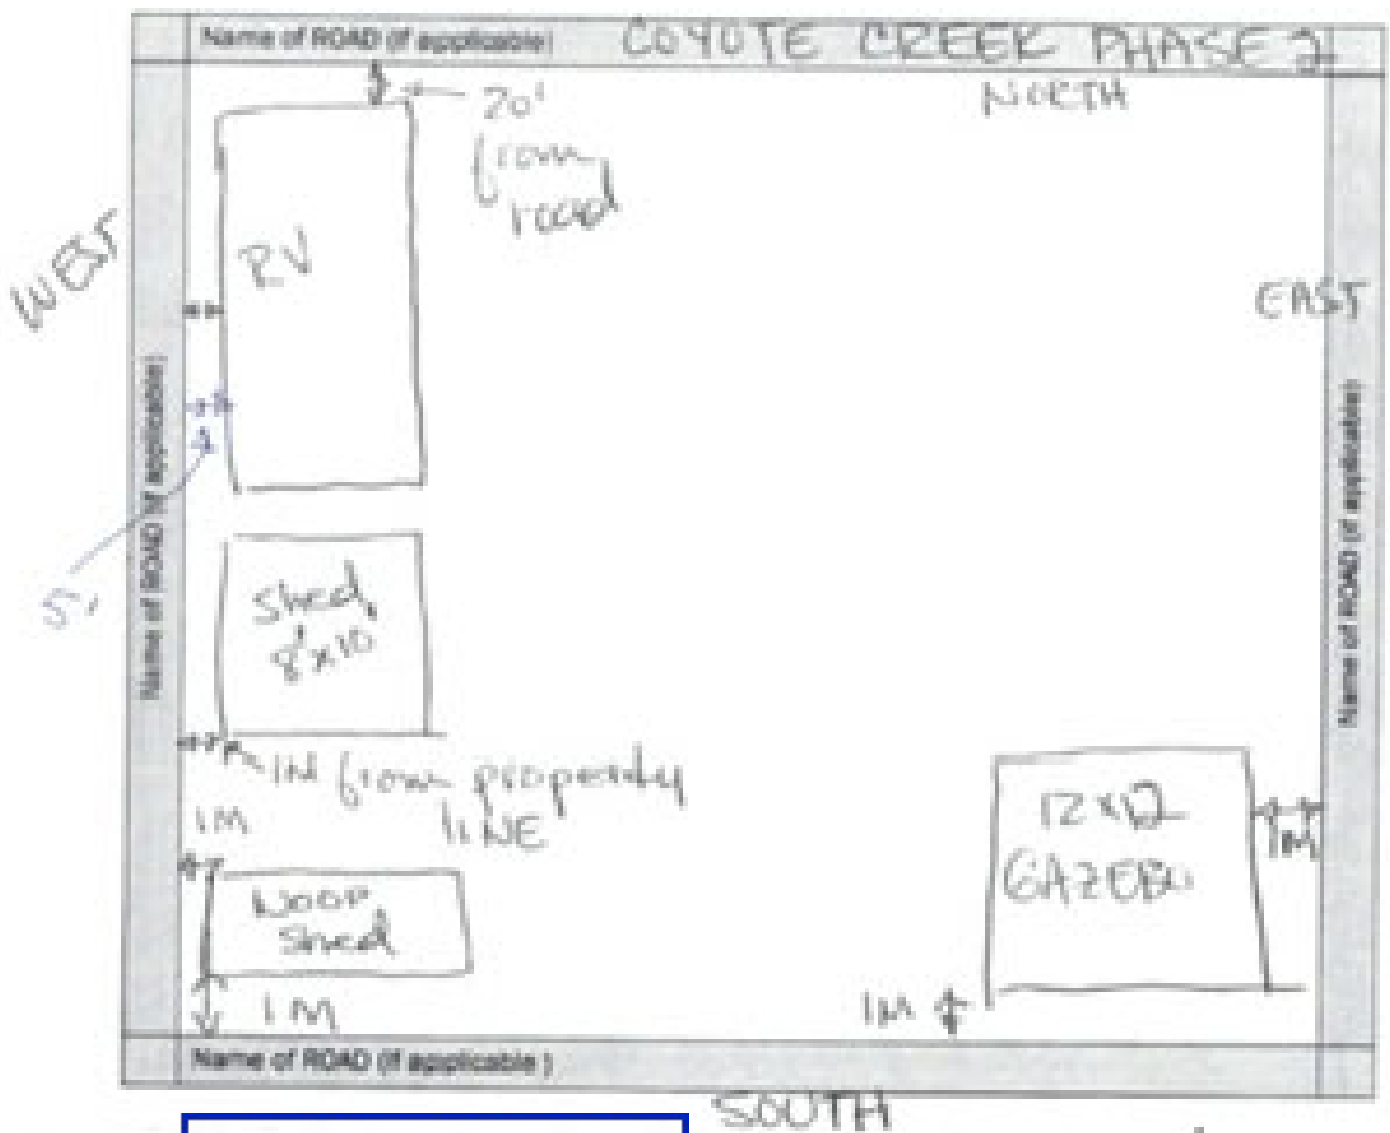 Name of ROAD (if applicable) COYOTE CREEK PHASE 2
NORTH
20'
from
road
WEST
RV
EAST
Name of ROAD (if applicable)
Name of ROAD (if applicable)
5'
Shed
8'x10
1M from property
LINE
1M
WOOD
Shed
1M
12x12
GAZEBO
1M
1M
Name of ROAD (if applicable)
SOUTH